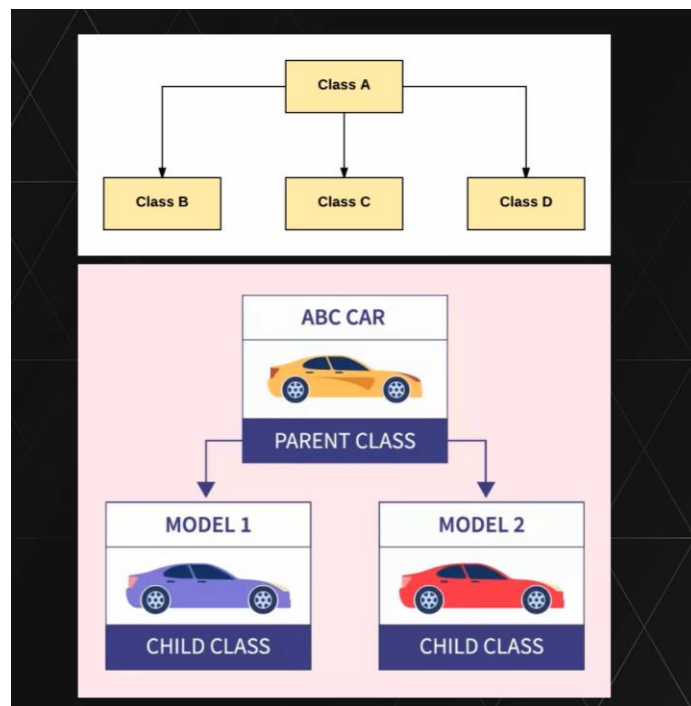 Class A
Class B
Class C
Class D
ABC CAR
PARENT CLASS
MODEL 1
MODEL 2
CHILD CLASS
CHILD CLASS